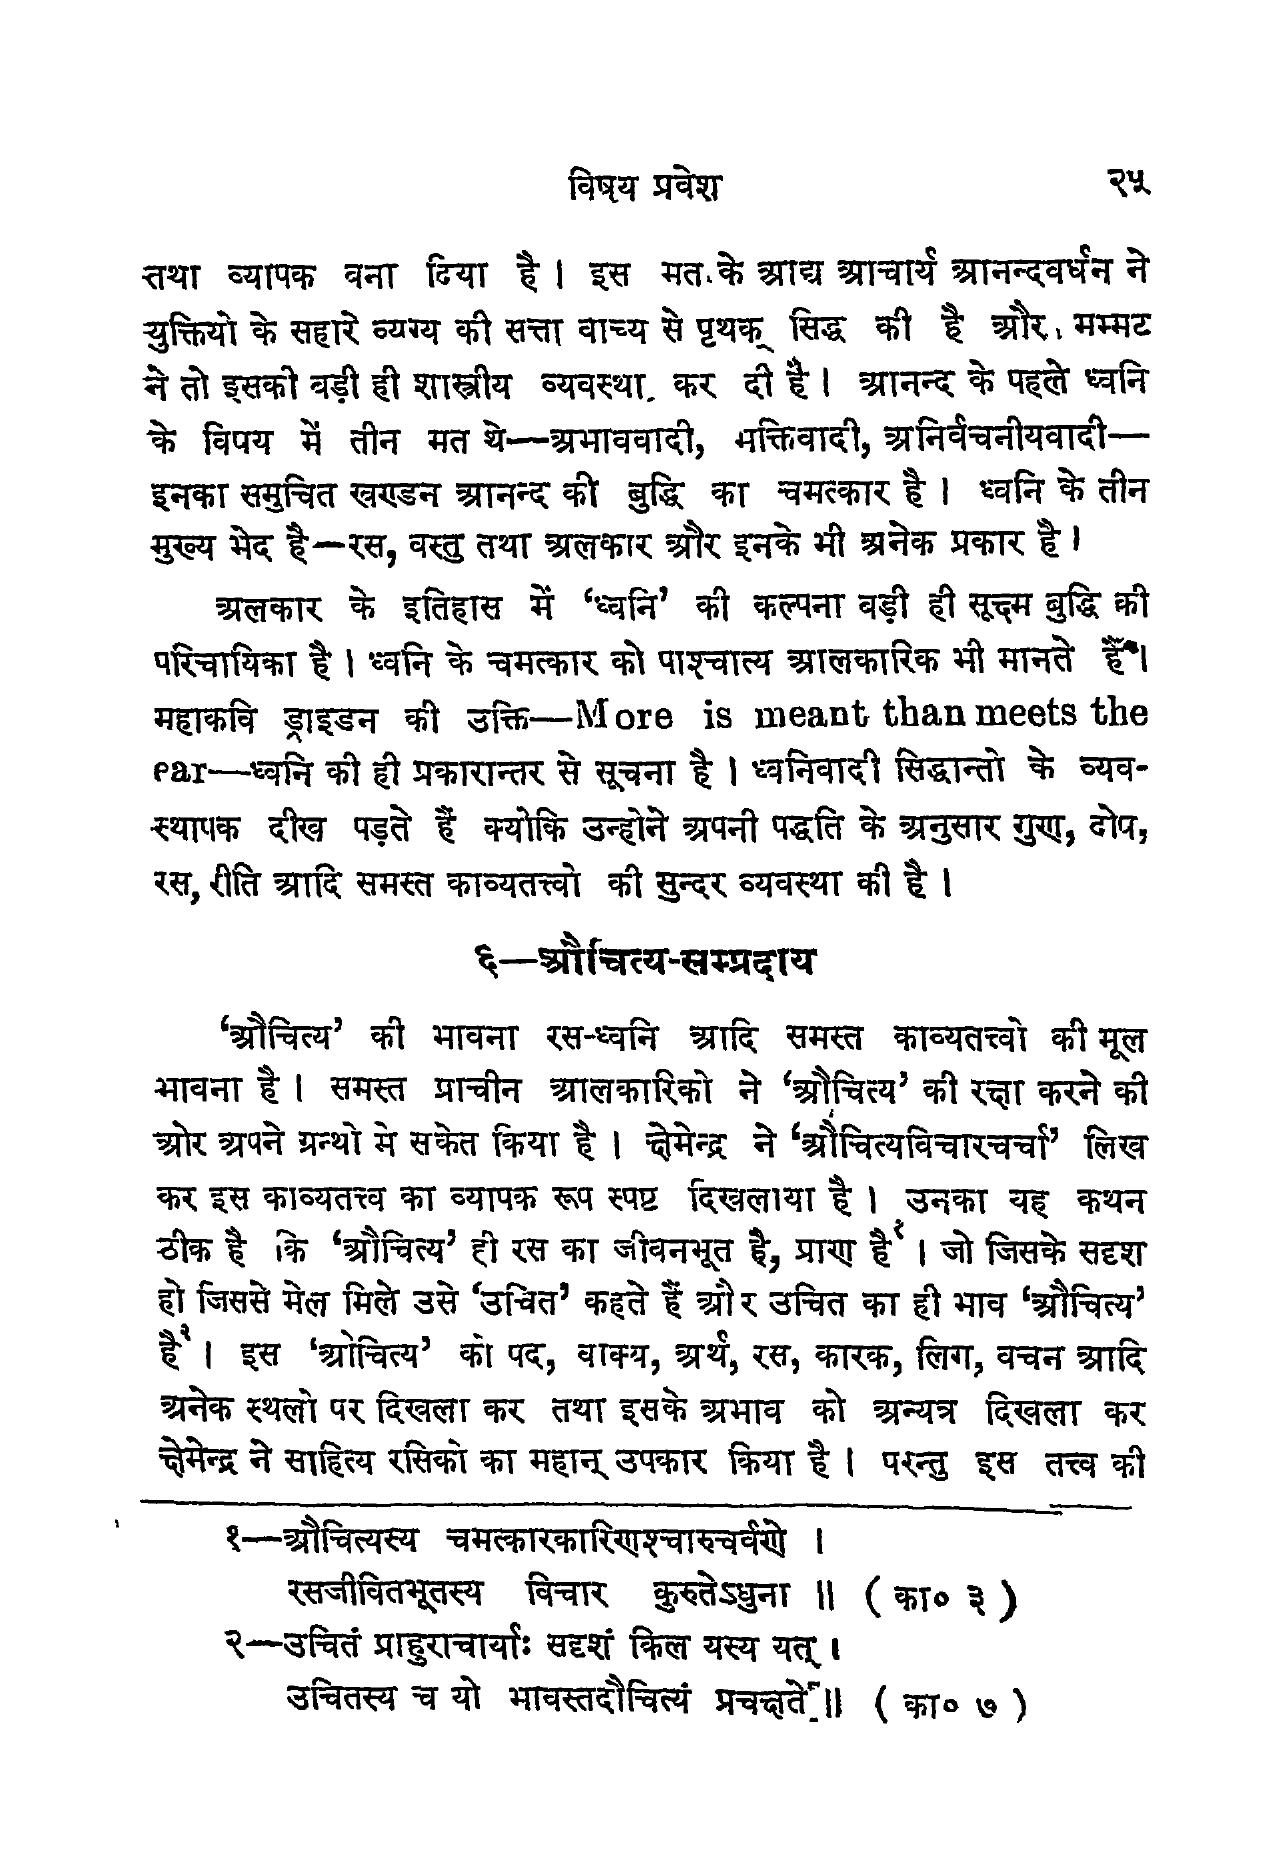 विषय प्रवेश २५
तथा व्यापक वना दिया है । इस मत के आद्य आचार्य आनन्दवर्धन ने
युक्तियो के सहारे व्यग्य की सत्ता वाच्य से पृथक् सिद्ध की है और मम्मट
ने तो इसकी वड़ी ही शास्त्रीय व्यवस्था कर दी है । आनन्द के पहले ध्वनि
के विषय में तीन मत थे—अभाववादी, भक्तिवादी, अनिर्वचनीयवादी—
इनका समुचित खण्डन आनन्द की बुद्धि का चमत्कार है । ध्वनि के तीन
मुख्य भेद है—रस, वस्तु तथा अलकार और इनके भी अनेक प्रकार है ।
अलकार के इतिहास में ‘ध्वनि’ की कल्पना वड़ी ही सूक्ष्म बुद्धि की
परिचायिका है । ध्वनि के चमत्कार को पाश्चात्य आलकारिक भी मानते हैं ।
महाकवि ड्राइडन की उक्ति—More is meant than meets the
ear—ध्वनि की ही प्रकारान्तर से सूचना है । ध्वनिवादी सिद्धान्तो के व्यव-
स्थापक दीख पड़ते हैं क्योकि उन्होने अपनी पद्धति के अनुसार गुण, दोष,
रस, रीति आदि समस्त काव्यतत्त्वो की सुन्दर व्यवस्था की है ।
६—औचित्य-सम्प्रदाय
‘औचित्य’ की भावना रस-ध्वनि आदि समस्त काव्यतत्त्वो की मूल
भावना है । समस्त प्राचीन आलकारिको ने ‘औचित्य’ की रक्षा करने की
ओर अपने ग्रन्थो मे सकेत किया है । क्षेमेन्द्र ने ‘औचित्यविचारचर्चा’ लिख
कर इस काव्यतत्त्व का व्यापक रूप स्पष्ट दिखलाया है । उनका यह कथन
ठीक है कि ‘औचित्य’ ही रस का जीवनभूत है, प्राण है१ । जो जिसके सदृश
हो जिससे मेल मिले उसे ‘उचित’ कहते हैं और उचित का ही भाव ‘औचित्य’
है२ । इस ‘औचित्य’ को पद, वाक्य, अर्थ, रस, कारक, लिग, वचन आदि
अनेक स्थलो पर दिखला कर तथा इसके अभाव को अन्यत्र दिखला कर
क्षेमेन्द्र ने साहित्य रसिको का महान् उपकार किया है । परन्तु इस तत्त्व की
१—औचित्यस्य चमत्कारकारिणश्चारुचर्वणे ।
रसजीवितभूतस्य विचार कुरुतेऽधुना ॥ ( का० ३ )
२—उचितं प्राहुराचार्याः सदृशं किल यस्य यत् ।
उचितस्य च यो भावस्तदौचित्यं प्रचक्षते ॥ ( का० ७ )